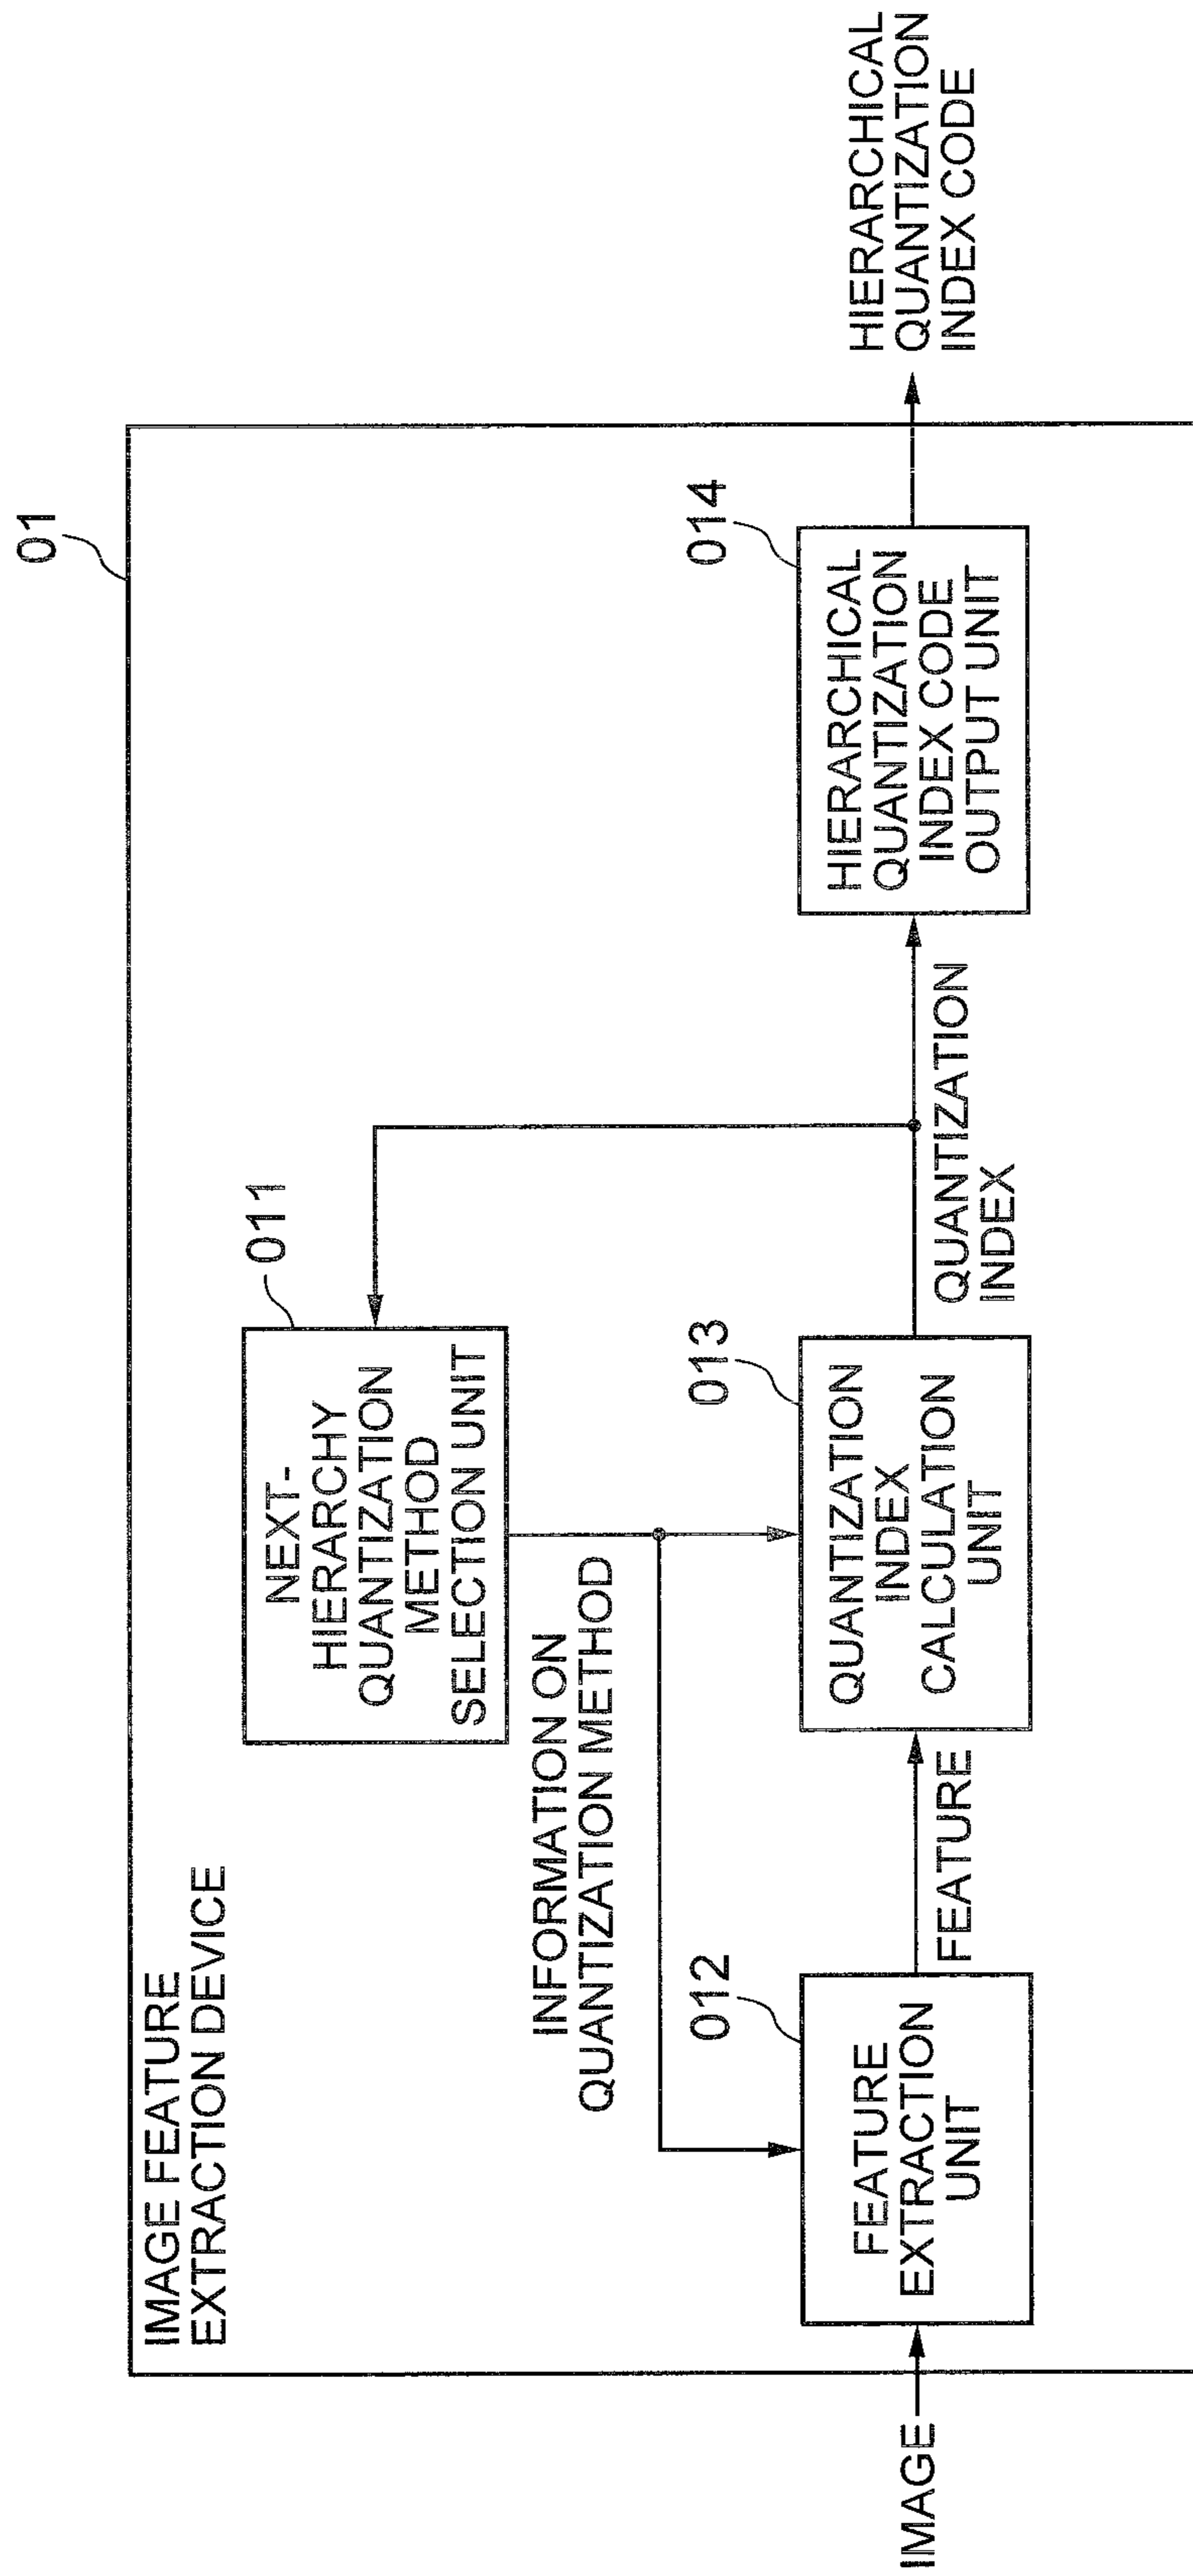 01
IMAGE FEATURE
EXTRACTION DEVICE
011
NEXT-
HIERARCHY
QUANTIZATION
METHOD
SELECTION UNIT
INFORMATION ON
QUANTIZATION METHOD
IMAGE
012
FEATURE
EXTRACTION
UNIT
FEATURE
013
QUANTIZATION
INDEX
CALCULATION
UNIT
QUANTIZATION
INDEX
014
HIERARCHICAL
QUANTIZATION
INDEX CODE
OUTPUT UNIT
HIERARCHICAL
QUANTIZATION
INDEX CODE